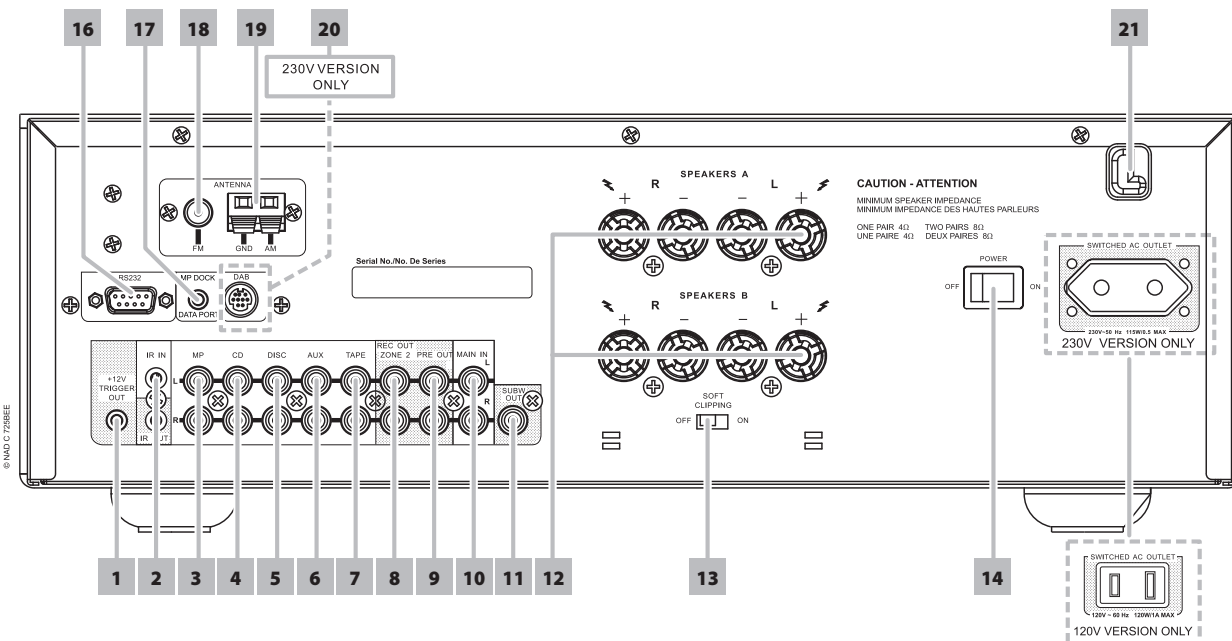 16 17 18 19 20 21
230V VERSION
ONLY
ANTENNA
FM GND AM
RS232
MP DOCK
DATA PORT
DAB
Serial No./No. De Series
SPEAKERS A
R L
+ − − +
SPEAKERS B
R L
+ − − +
CAUTION - ATTENTION
MINIMUM SPEAKER IMPEDANCE
MINIMUM IMPEDANCE DES HAUTES PARLEURS
ONE PAIR 4Ω TWO PAIRS 8Ω
UNE PAIRE 4Ω DEUX PAIRES 8Ω
POWER
OFF ON
SWITCHED AC OUTLET
230V~50 Hz 115W/0.5 MAX
230V VERSION ONLY
+12V
TRIGGER
OUT
IR IN
IR OUT
MP CD DISC AUX TAPE
REC OUT
ZONE 2
PRE OUT
MAIN IN
L
R
L
R
SUBW
OUT
SOFT
CLIPPING
OFF ON
© NAD C 725BEE
1 2 3 4 5 6 7 8 9 10 11 12 13 14
SWITCHED AC OUTLET
120V ~ 60 Hz 120W/1A MAX
120V VERSION ONLY